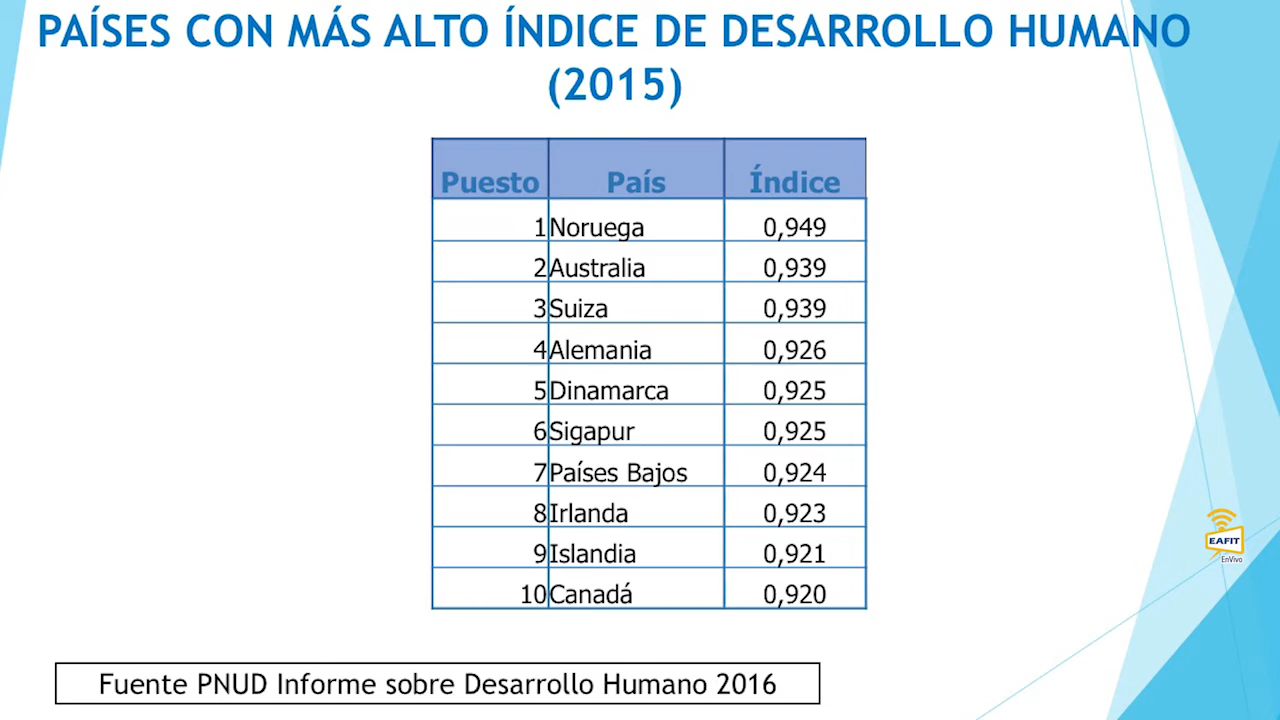 PAÍSES CON MÁS ALTO ÍNDICE DE DESARROLLO HUMANO
(2015)
Puesto País Índice
1 Noruega 0,949
2 Australia 0,939
3 Suiza 0,939
4 Alemania 0,926
5 Dinamarca 0,925
6 Sigapur 0,925
7 Países Bajos 0,924
8 Irlanda 0,923
9 Islandia 0,921
10 Canadá 0,920
EAFIT
EnVivo
Fuente PNUD Informe sobre Desarrollo Humano 2016